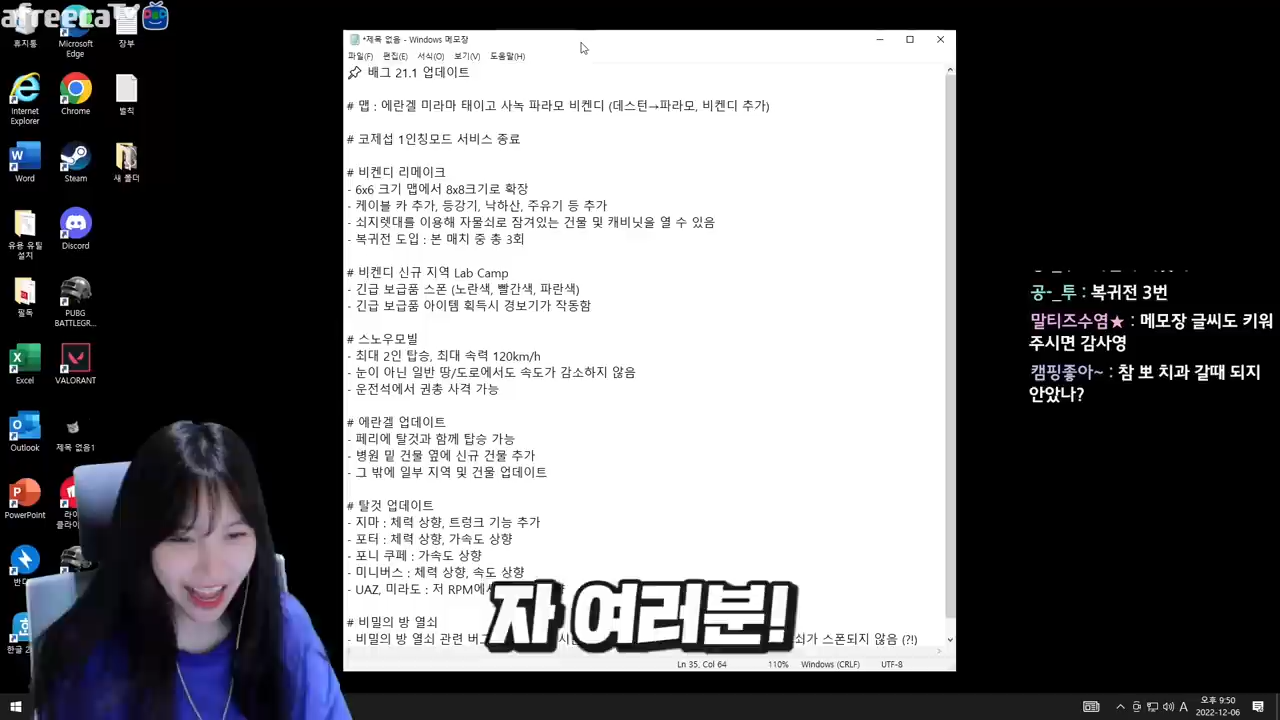 afreeca
휴지통
Microsoft Edge
장부
*제목 없음 - Windows 메모장
파일(F) 편집(E) 서식(O) 보기(V) 도움말(H)
📌 배그 21.1 업데이트
# 맵 : 에란겔 미라마 태이고 사녹 파라모 비켄디 (데스턴→파라모, 비켄디 추가)
# 코제섭 1인칭모드 서비스 종료
# 비켄디 리메이크
- 6x6 크기 맵에서 8x8크기로 확장
- 케이블 카 추가, 등강기, 낙하산, 주유기 등 추가
- 쇠지렛대를 이용해 자물쇠로 잠겨있는 건물 및 캐비닛을 열 수 있음
- 복귀전 도입 : 본 매치 중 총 3회
# 비켄디 신규 지역 Lab Camp
- 긴급 보급품 스폰 (노란색, 빨간색, 파란색)
- 긴급 보급품 아이템 획득시 경보기가 작동함
# 스노우모빌
- 최대 2인 탑승, 최대 속력 120km/h
- 눈이 아닌 일반 땅/도로에서도 속도가 감소하지 않음
- 운전석에서 권총 사격 가능
# 에란겔 업데이트
- 페리에 탈것과 함께 탑승 가능
- 병원 밑 건물 옆에 신규 건물 추가
- 그 밖에 일부 지역 및 건물 업데이트
# 탈것 업데이트
- 지마 : 체력 상향, 트렁크 기능 추가
- 포터 : 체력 상향, 가속도 상향
- 포니 쿠페 : 가속도 상향
- 미니버스 : 체력 상향, 속도 상향
- UAZ, 미라도 : 저 RPM에서
# 비밀의 방 열쇠
- 비밀의 방 열쇠 관련 버그 쇠가 스폰되지 않음 (?!)
Ln 35, Col 64 110% Windows (CRLF) UTF-8
자 여러분!
Internet Explorer
Chrome
벌칙
Word
Steam
새 폴더
유용 유틸 설치
Discord
필독
PUBG BATTLEGR...
Excel
VALORANT
Outlook
제목 없음1
PowerPoint
공-_투 : 복귀전 3번
말티즈수염★ : 메모장 글씨도 키워
주시면 감사영
캠핑좋아~ : 참 뽀 치과 갈때 되지
안았나?
A
오후 9:50
2022-12-06